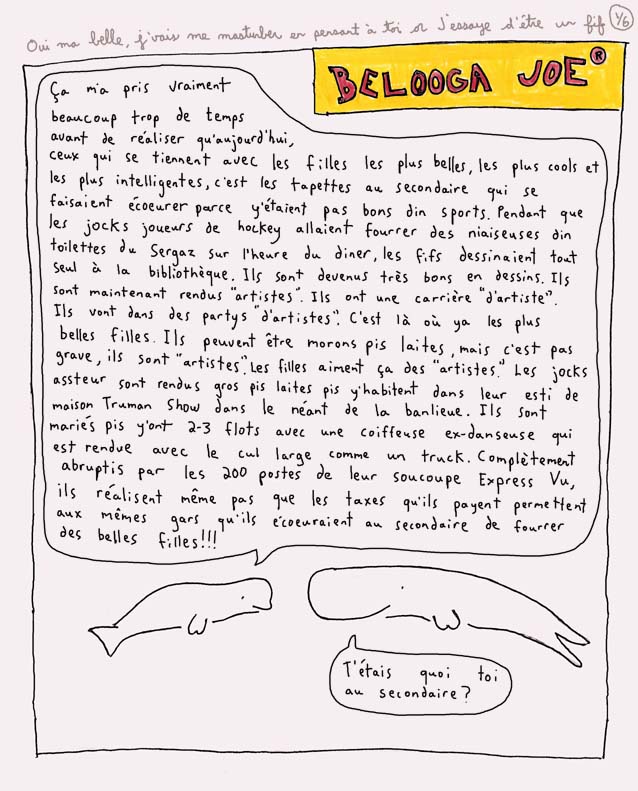 Oui ma belle, j'vais me masturber en pensant à toi or J'essaye d'être un fif 1/6
BELOOGA JOE®
Ça m'a pris vraiment
beaucoup trop de temps
avant de réaliser qu'aujourd'hui,
ceux qui se tiennent avec les filles les plus belles, les plus cools et
les plus intelligentes, c'est les tapettes au secondaire qui se
faisaient écoeurer parce y'étaient pas bons din sports. Pendant que
les jocks joueurs de hockey allaient fourrer des niaiseuses din
toilettes du Sergaz sur l'heure du diner, les fifs dessinaient tout
seul à la bibliothèque. Ils sont devenus très bons en dessins. Ils
sont maintenant rendus "artistes". Ils ont une carrière "d'artiste".
Ils vont dans des partys "d'artistes". C'est là où ya les plus
belles filles. Ils peuvent être morons pis laites, mais c'est pas
grave, ils sont "artistes". Les filles aiment ça des "artistes." Les jocks
assteur sont rendus gros pis laites pis y'habitent dans leur esti de
maison Truman Show dans le néant de la banlieue. Ils sont
mariés pis y'ont 2-3 flots avec une coiffeuse ex-danseuse qui
est rendue avec le cul large comme un truck. Complètement
abruptis par les 200 postes de leur soucoupe Express Vu,
ils réalisent même pas que les taxes qu'ils payent permettent
aux mêmes gars qu'ils écoeuraient au secondaire de fourrer
des belles filles!!!
T'étais quoi toi
au secondaire?